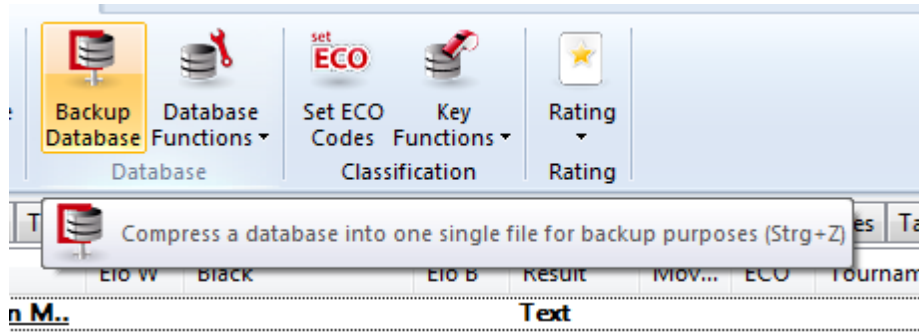 set
ECO
Backup Database
Database Functions
Set ECO Codes
Key Functions
Rating
Database
Classification
Rating
Compress a database into one single file for backup purposes (Strg+Z)
Elo W Black Elo B Result Mov... ECO
n M.. Text